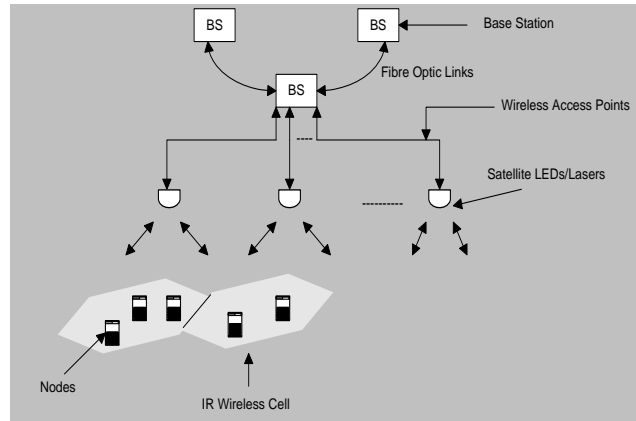 BS
BS
Base Station
Fibre Optic Links
BS
Wireless Access Points
Satellite LEDs/Lasers
Nodes
IR Wireless Cell